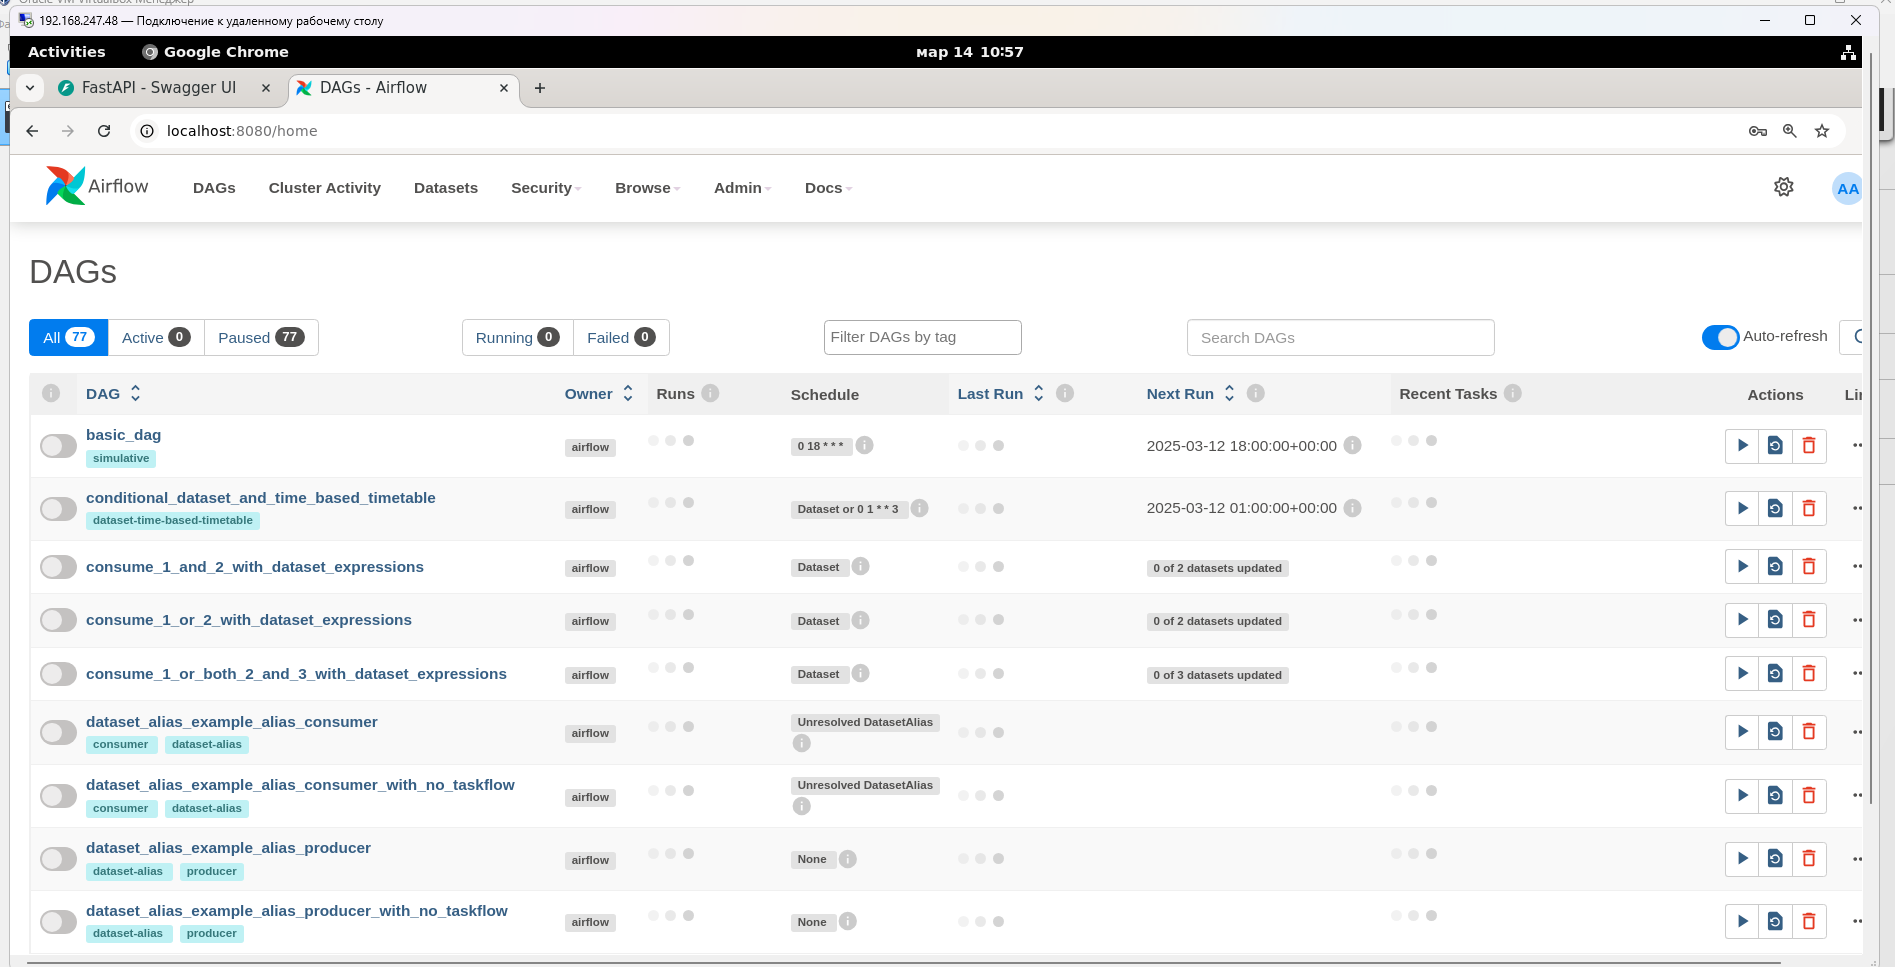 Oracle VM VirtualBox Менеджер
192.168.247.48 — Подключение к удаленному рабочему столу
Activities Google Chrome мар 14 10:57
FastAPI - Swagger UI DAGs - Airflow
localhost:8080/home
Airflow DAGs Cluster Activity Datasets Security Browse Admin Docs AA
DAGs
All 77 Active 0 Paused 77 Running 0 Failed 0 Filter DAGs by tag Search DAGs Auto-refresh
DAG Owner Runs Schedule Last Run Next Run Recent Tasks Actions
basic_dag airflow 0 18 * * * 2025-03-12 18:00:00+00:00
simulative
conditional_dataset_and_time_based_timetable airflow Dataset or 0 1 * * 3 2025-03-12 01:00:00+00:00
dataset-time-based-timetable
consume_1_and_2_with_dataset_expressions airflow Dataset 0 of 2 datasets updated
consume_1_or_2_with_dataset_expressions airflow Dataset 0 of 2 datasets updated
consume_1_or_both_2_and_3_with_dataset_expressions airflow Dataset 0 of 3 datasets updated
dataset_alias_example_alias_consumer airflow Unresolved DatasetAlias
consumer dataset-alias
dataset_alias_example_alias_consumer_with_no_taskflow airflow Unresolved DatasetAlias
consumer dataset-alias
dataset_alias_example_alias_producer airflow None
dataset-alias producer
dataset_alias_example_alias_producer_with_no_taskflow airflow None
dataset-alias producer